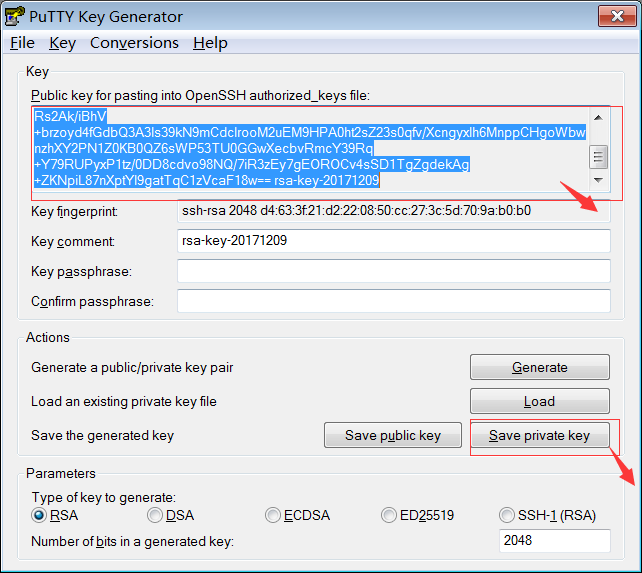 PuTTY Key Generator
File Key Conversions Help
Key
Public key for pasting into OpenSSH authorized_keys file:
Rs2Ak/iBhV
+brzoyd4fGdbQ3A3Is39kN9mCdcIrooM2uEM9HPA0ht2sZ23s0qfv/Xcngyxlh6MnppCHgoWbw
nzhXY2PN1Z0KB0QZ6sWP53TU0GGwXecbvRmcY39Rq
+Y79RUPyxP1tz/0DD8cdvo98NQ/7iR3zEy7gEOROCv4sSD1TgZgdekAg
+ZKNpiL87nXptYl9gatTqC1zVcaF18w== rsa-key-20171209
Key fingerprint: ssh-rsa 2048 d4:63:3f:21:d2:22:08:50:cc:27:3c:5d:70:9a:b0:b0
Key comment: rsa-key-20171209
Key passphrase:
Confirm passphrase:
Actions
Generate a public/private key pair Generate
Load an existing private key file Load
Save the generated key Save public key Save private key
Parameters
Type of key to generate:
RSA DSA ECDSA ED25519 SSH-1 (RSA)
Number of bits in a generated key: 2048